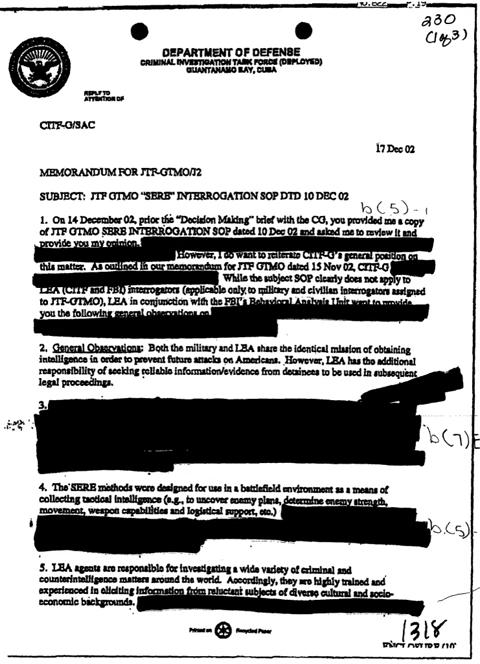 230
(1 of 3)
DEPARTMENT OF DEFENSE
CRIMINAL INVESTIGATION TASK FORCE (DEPLOYED)
GUANTANAMO BAY, CUBA
REPLY TO
ATTENTION OF
CITF-G/SAC
17 Dec 02
MEMORANDUM FOR JTF-GTMO/J2
SUBJECT: JTF GTMO "SERE" INTERROGATION SOP DTD 10 DEC 02
b(5)-1
1. On 14 December 02, prior the "Decision Making" brief with the CG, you provided me a copy
of JTF GTMO SERE INTERROGATION SOP dated 10 Dec 02 and asked me to review it and
provide you my opinion.
However, I do want to reiterate CITF-G's general position on
this matter. As outlined in our memorandum for JTF GTMO dated 15 Nov 02, CITF-G
While the subject SOP clearly does not apply to
LEA (CITF and FBI) interrogators (applicable only to military and civilian interrogators assigned
to JTF-GTMO), LEA in conjunction with the FBI's Behavioral Analysis Unit want to provide
you the following general observations on
2. General Observations: Both the military and LEA share the identical mission of obtaining
intelligence in order to prevent future attacks on Americans. However, LEA has the additional
responsibility of seeking reliable information/evidence from detainees to be used in subsequent
legal proceedings.
3.
b(7)
4. The SERE methods were designed for use in a battlefield environment as a means of
collecting tactical intelligence (e.g., to uncover enemy plans, determine enemy strength,
movement, weapon capabilities and logistical support, etc.)
b(5)-
5. LEA agents are responsible for investigating a wide variety of criminal and
counterintelligence matters around the world. Accordingly, they are highly trained and
experienced in eliciting information from reluctant subjects of diverse cultural and socio-
economic backgrounds.
Printed on Recycled Paper
1318